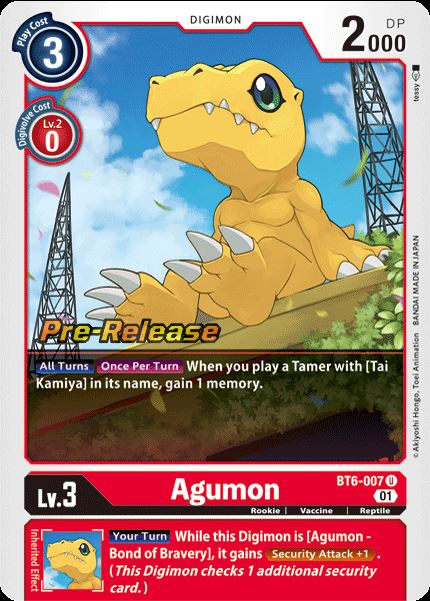 Play Cost
3
DIGIMON
DP
2000
Digivolve Cost
Lv.2
0
tessy
© Akiyoshi Hongo, Toei Animation BANDAI MADE IN JAPAN
Pre-Release
All Turns Once Per Turn When you play a Tamer with [Tai
Kamiya] in its name, gain 1 memory.
Lv.3
Agumon
BT6-007 U
01
Rookie | Vaccine | Reptile
Inherited Effect
Your Turn While this Digimon is [Agumon -
Bond of Bravery], it gains Security Attack +1 .
(This Digimon checks 1 additional security
card.)